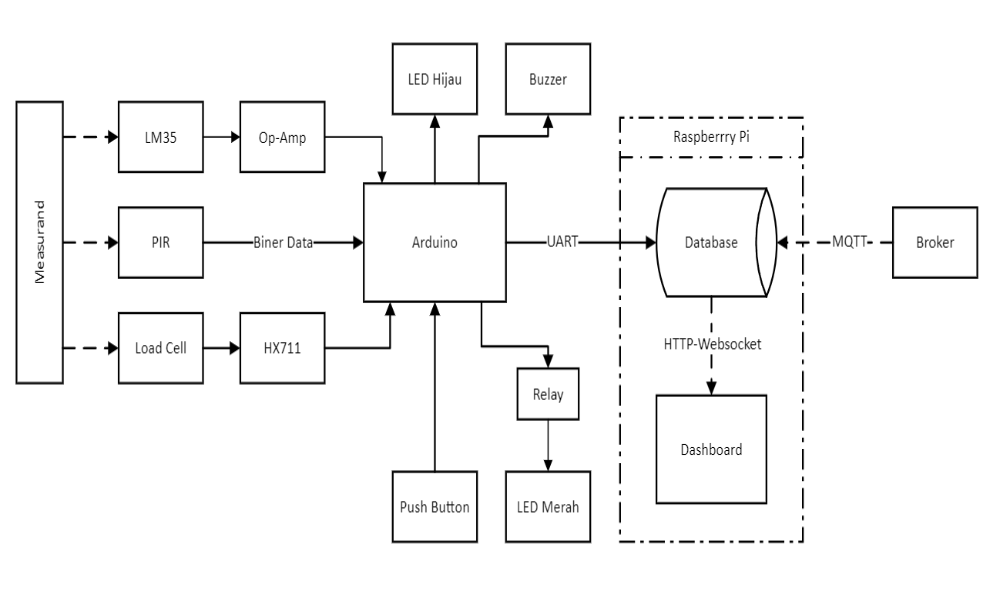 LED Hijau
Buzzer
Raspberrry Pi
LM35
Op-Amp
Measurand
PIR
Biner Data
Arduino
UART
Database
MQTT
Broker
Load Cell
HX711
HTTP-Websocket
Relay
Dashboard
Push Button
LED Merah